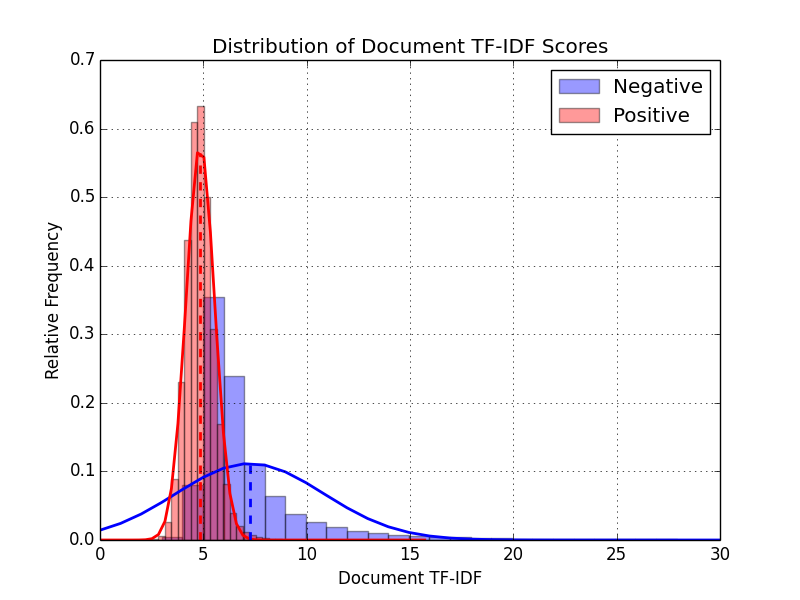 Distribution of Document TF-IDF Scores
Negative
Positive
Relative Frequency
0.7
0.6
0.5
0.4
0.3
0.2
0.1
0.0
0 5 10 15 20 25 30
Document TF-IDF